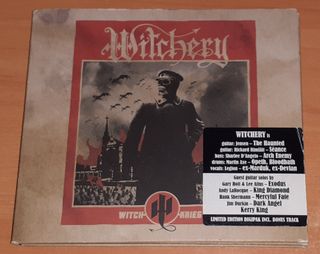 Witchery
WITCH KRIEG
WITCHERY is
guitar: Jensen – The Haunted
guitar: Richard Rimfält – Séance
bass: Sharlee D'Angelo – Arch Enemy
drums: Martin Axe – Opeth, Bloodbath
vocals: Legion – ex-Marduk, ex-Devian
Guest guitar solos by
Gary Holt & Lee Altus – Exodus
Andy LaRocque – King Diamond
Hank Shermann – Mercyful Fate
Jim Durkin – Dark Angel
Kerry King
LIMITED EDITION DIGIPAK INCL. BONUS TRACK